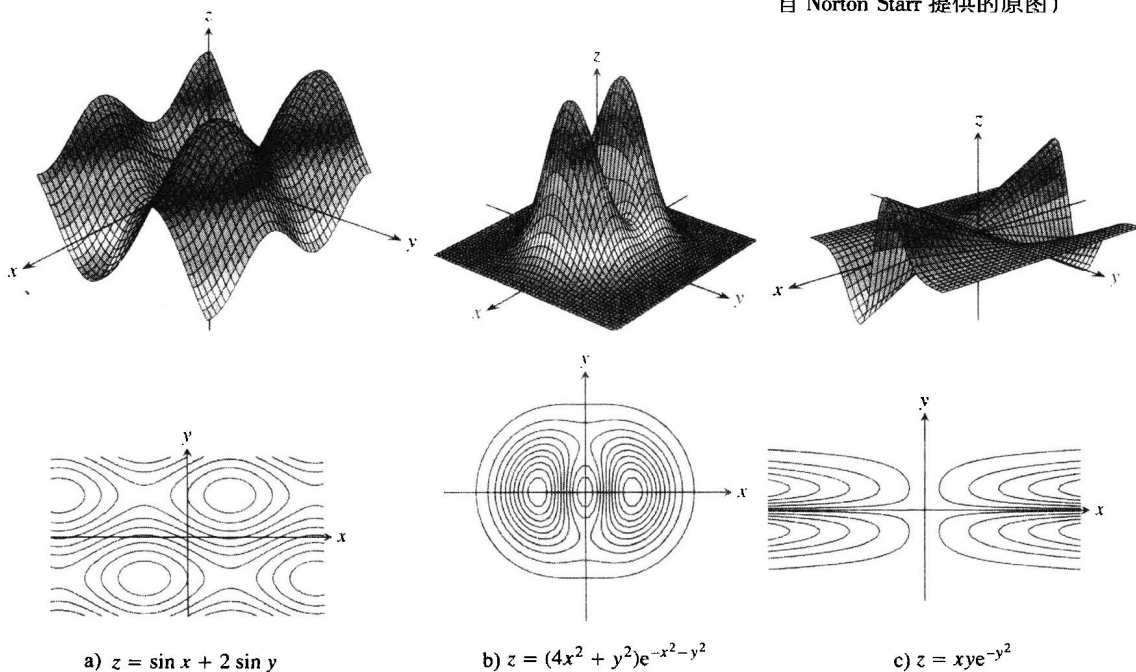 自 Norton Starr 提供的原图)
z
x
y
z
x
y
z
x
y
y
x
y
x
y
x
a) z = sin x + 2 sin y
b) z = (4x² + y²)e^{-x²-y²}
c) z = xye^{-y²}